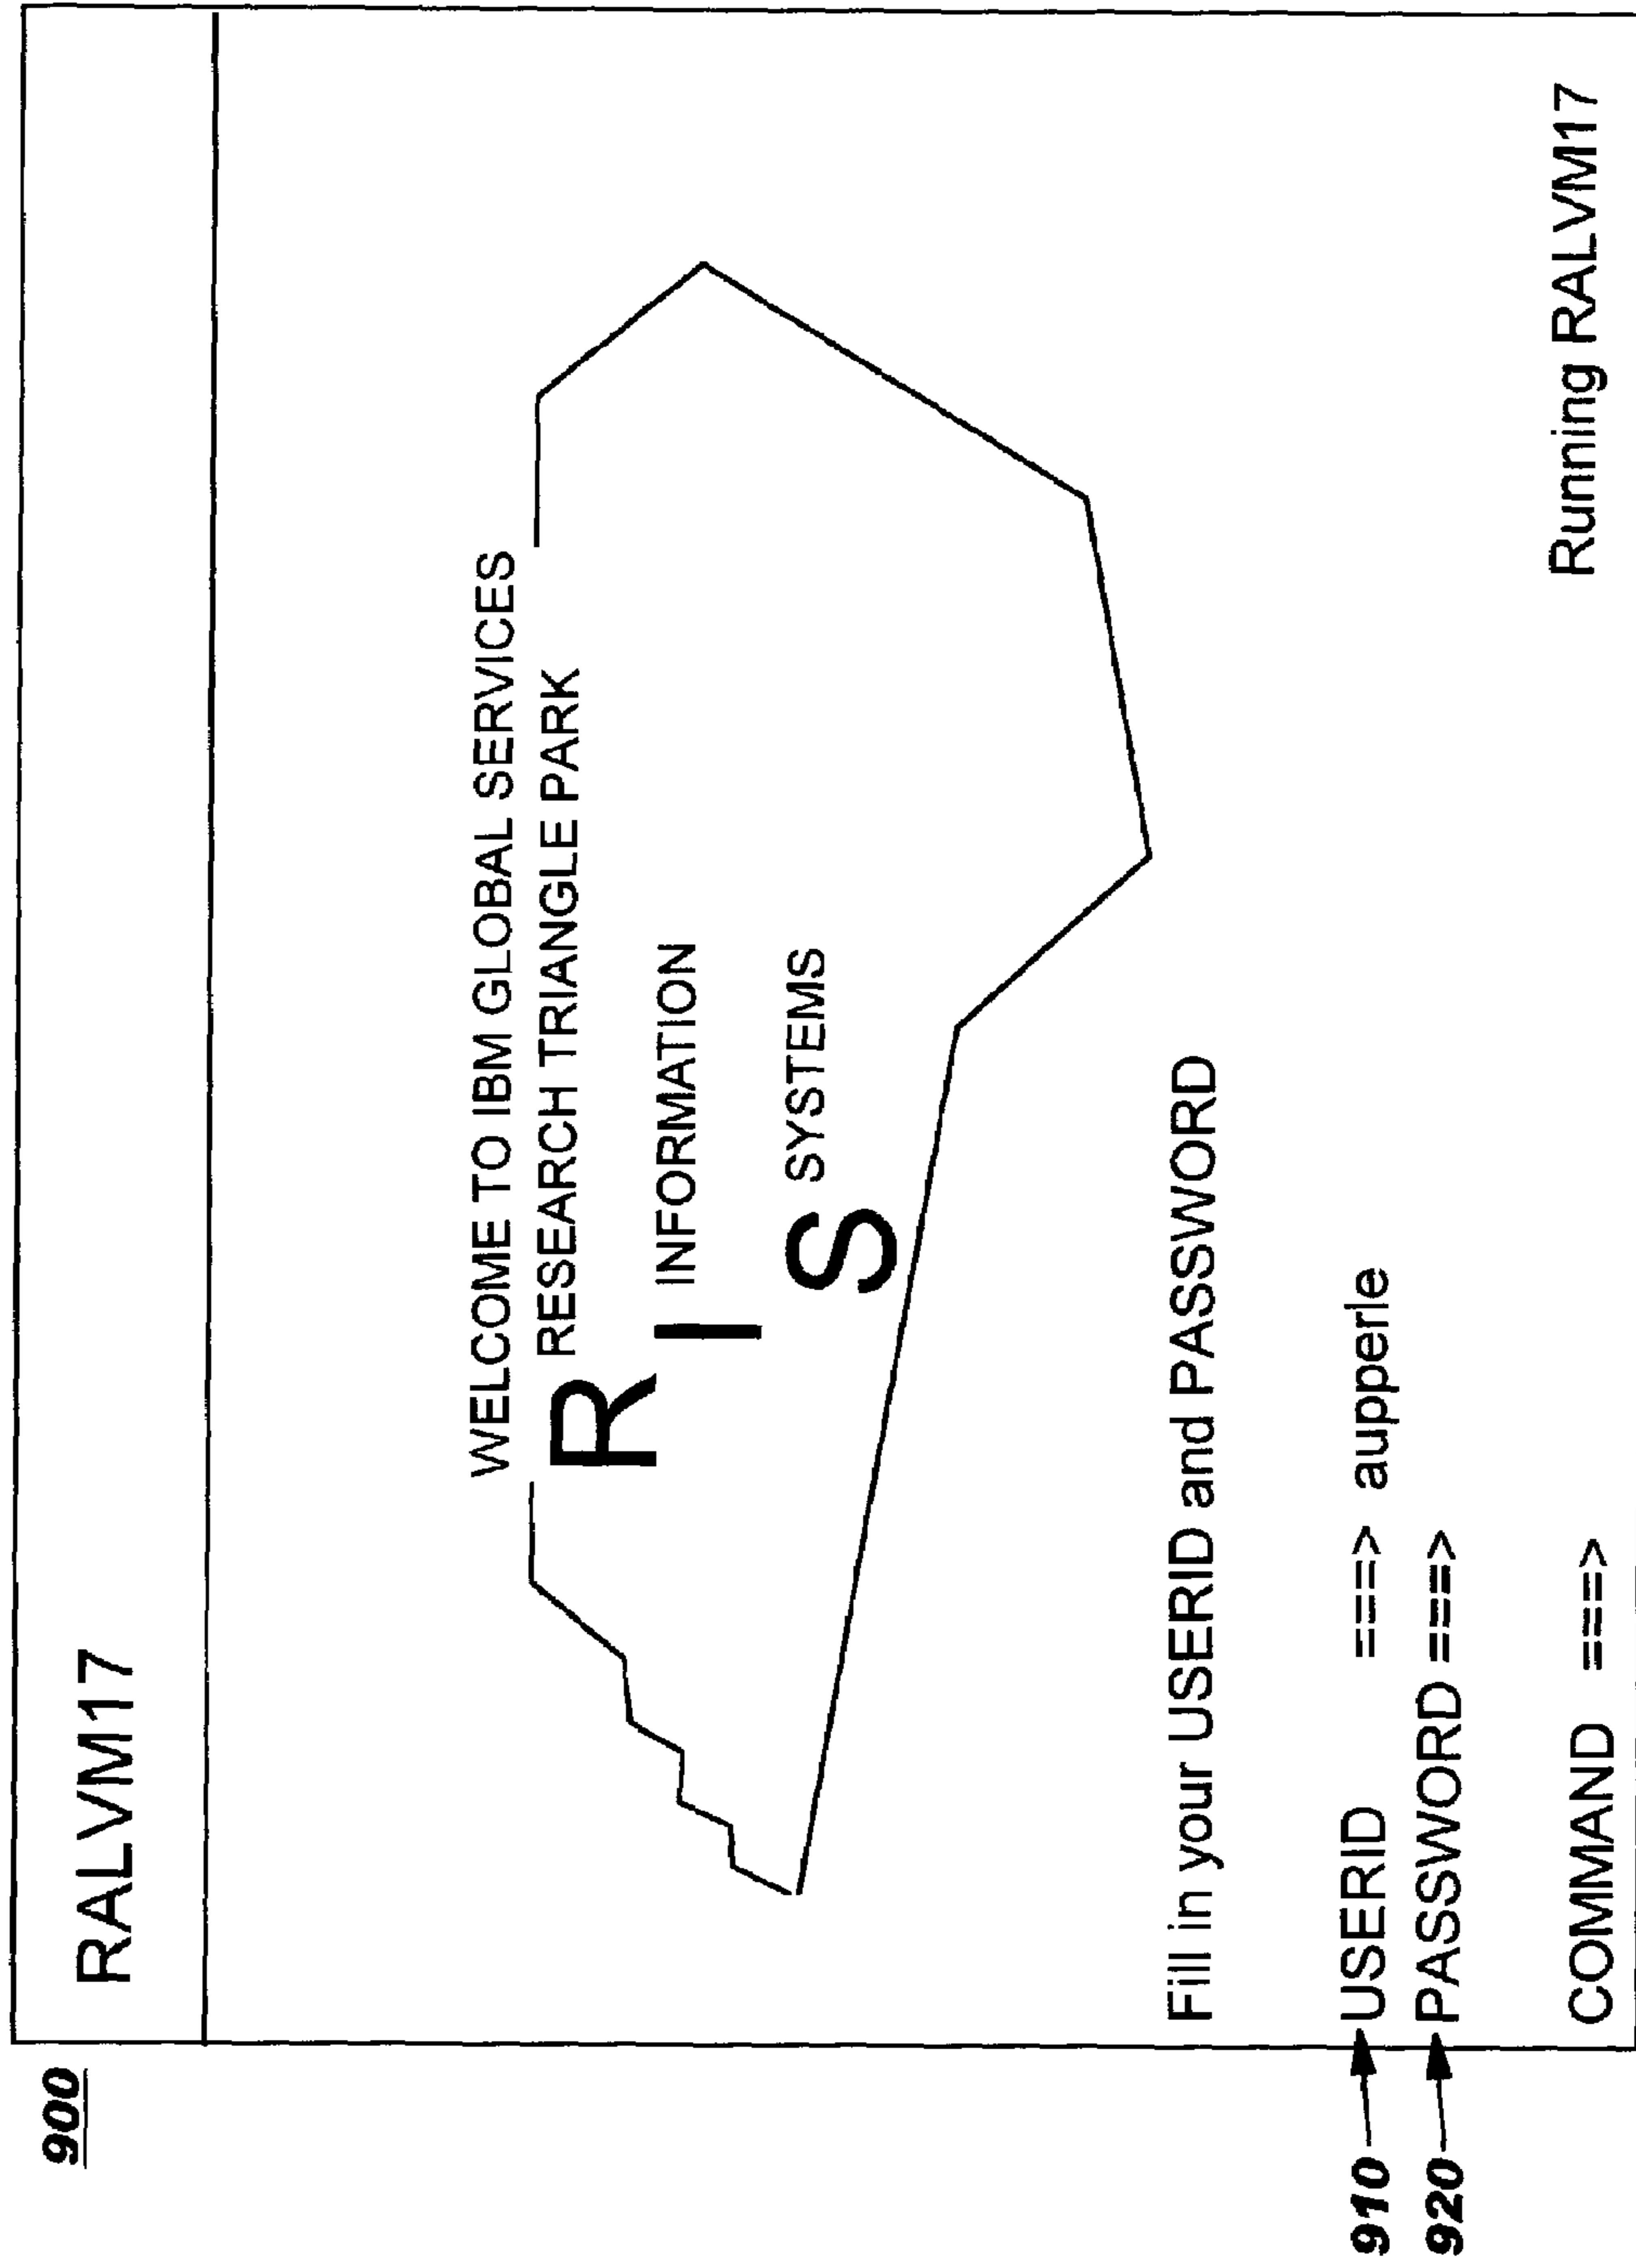 900
RALVM17
WELCOME TO IBM GLOBAL SERVICES
RESEARCH TRIANGLE PARK
R
I INFORMATION
S SYSTEMS
Fill in your USERID and PASSWORD
910 USERID ===> aupperle
920 PASSWORD ===>
COMMAND ===>
Running RALVM17